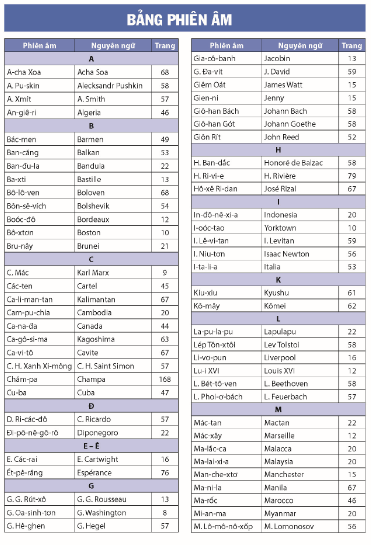 BẢNG PHIÊN ÂM
Phiên âm Nguyên ngữ Trang
A
A-cha Xoa Acha Soa 68
A. Pu-skin Alecksandr Pushkin 58
A. Xmít A. Smith 57
An-giê-ri Algeria 46
B
Bác-men Barmen 49
Ban-căng Balkan 53
Ban-đu-la Bandula 22
Ba-xti Bastille 13
Bô-lô-ven Boloven 68
Bôn-sê-vích Bolshevik 54
Boóc-đô Bordeaux 12
Bô-xtơn Boston 10
Bru-nây Brunei 21
C
C. Mác Karl Marx 9
Các-ten Cartel 45
Ca-li-man-tan Kalimantan 67
Cam-pu-chia Cambodia 20
Ca-na-đa Canada 44
Ca-gô-si-ma Kagoshima 63
Ca-vi-tô Cavite 67
C. H. Xanh Xi-mông C. H. Saint Simon 57
Chăm-pa Champa 168
Cu-ba Cuba 47
Đ
D. Ri-các-đô C. Ricardo 57
Đi-pô-nê-gô-rô Diponegoro 22
E – Ê
E. Các-rai E. Cartwright 16
Ét-pê-răng Espérance 76
G
G. G. Rút-xô G. G. Rousseau 13
G. Oa-sinh-tơn G. Washington 8
G. Hê-ghen G. Hegel 57
Phiên âm Nguyên ngữ Trang
Gia-cô-banh Jacobin 13
G. Đa-vít J. David 59
Giêm Oát James Watt 15
Gien-ni Jenny 15
Giô-han Bách Johann Bach 58
Giô-han Gót Johann Goethe 58
Giôn Rít John Reed 52
H
H. Ban-dắc Honoré de Balzac 58
H. Ri-vi-e H. Rivière 79
Hô-xê Ri-dan José Rizal 67
I
In-đô-nê-xi-a Indonesia 20
I-oóc-tao Yorktown 10
I. Lê-vi-tan I. Levitan 59
I. Niu-tơn Isaac Newton 56
I-ta-li-a Italia 53
K
Kiu-xiu Kyushu 61
Kô-mây Kômei 62
L
La-pu-la-pu Lapulapu 22
Lép Tôn-xtôi Lev Tolstoi 58
Li-vơ-pun Liverpool 16
Lu-i XVI Louis XVI 12
L. Bét-tô-ven L. Beethoven 58
L. Phoi-ơ-bách L. Feuerbach 57
M
Mác-tan Mactan 22
Mác-xây Marseille 12
Ma-lắc-ca Malacca 20
Ma-lai-xi-a Malaysia 20
Man-che-xtơ Manchester 15
Ma-ni-la Manila 67
Ma-rốc Marocco 46
Mi-an-ma Myanmar 20
M. Lô-mô-nô-xốp M. Lomonosov 56